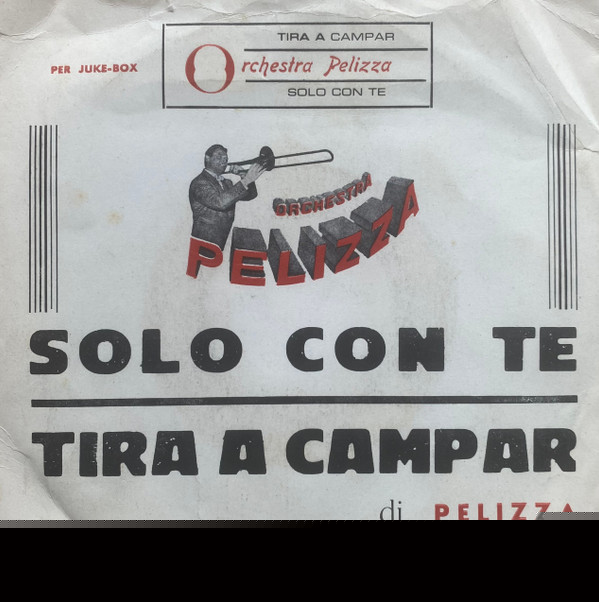 TIRA A CAMPAR
PER JUKE-BOX
Orchestra Pelizza
SOLO CON TE
ORCHESTRA
PELIZZA
SOLO CON TE
TIRA A CAMPAR
di PELIZZA